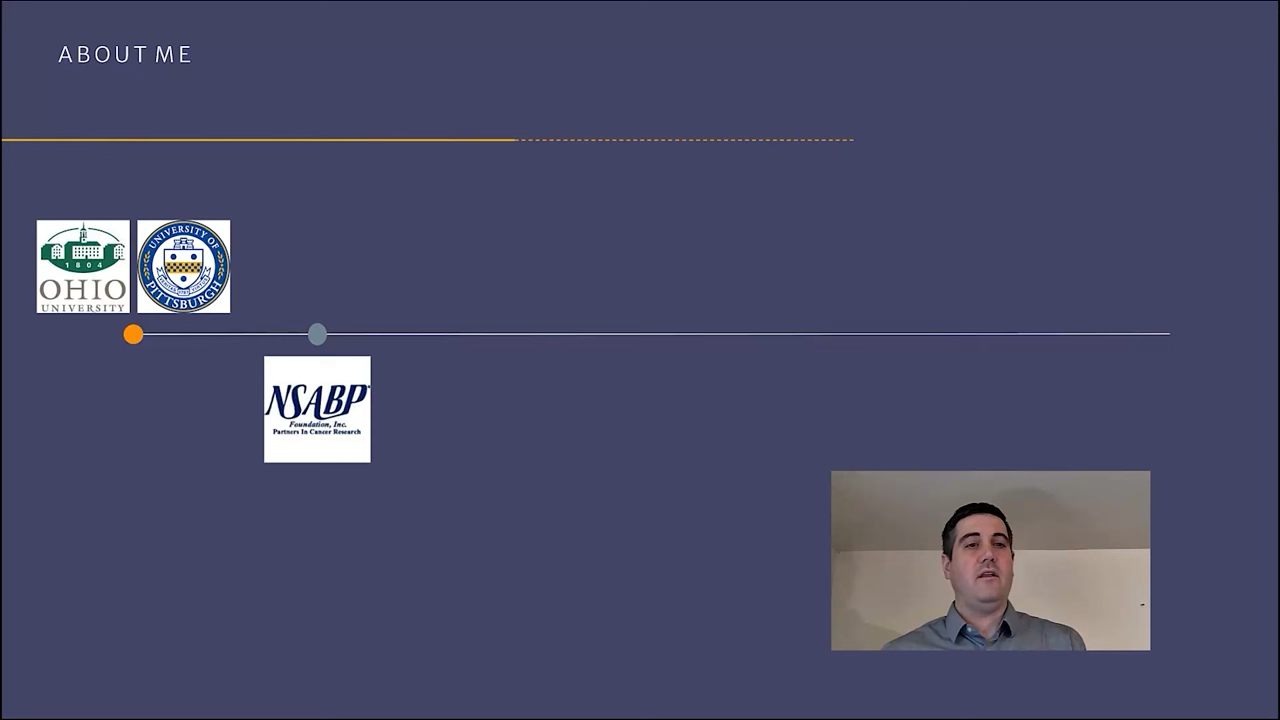 ABOUT ME
1804
OHIO
UNIVERSITY
UNIVERSITY OF
PITTSBURGH
NSABP
Foundation, Inc.
Partners In Cancer Research